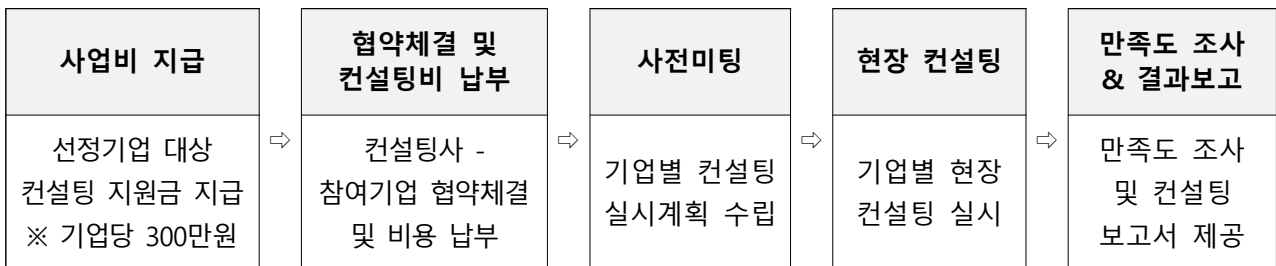 사업비 지급
선정기업 대상
컨설팅 지원금 지급
※ 기업당 300만원
⇨
협약체결 및
컨설팅비 납부
컨설팅사 -
참여기업 협약체결
및 비용 납부
⇨
사전미팅
기업별 컨설팅
실시계획 수립
⇨
현장 컨설팅
기업별 현장
컨설팅 실시
⇨
만족도 조사
& 결과보고
만족도 조사
및 컨설팅
보고서 제공